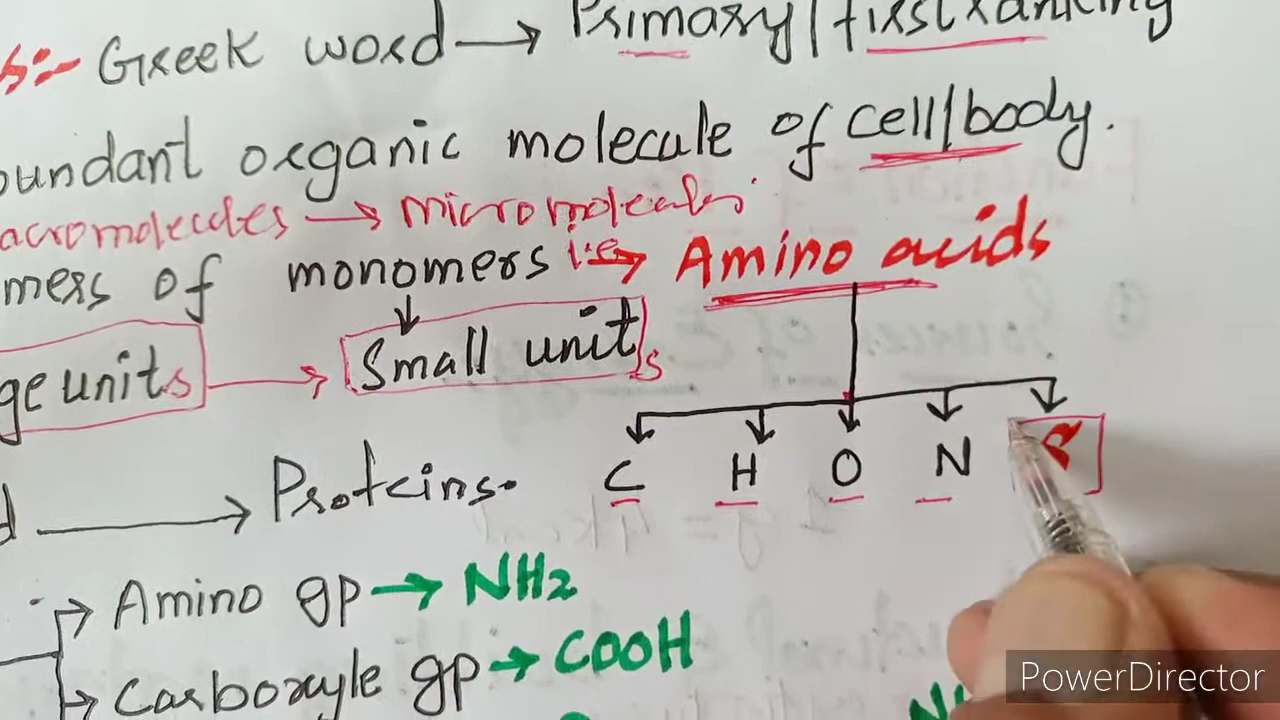 s:- Greek word → Primary/first ranking
bundant organic molecule of cell/body.
acromolecules → micromolecules
mers of monomers i.e → Amino acids
ge units → Small units
C H O N S
d → Proteins.
Amino gp → NH2
Carboxyle gp → COOH
PowerDirector